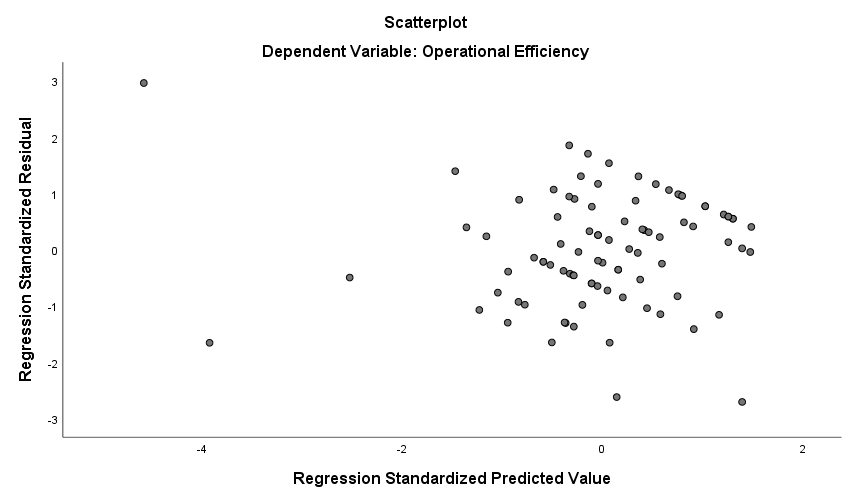 Scatterplot
Dependent Variable: Operational Efficiency
Regression Standardized Residual
3
2
1
0
-1
-2
-3
-4
-2
0
2
Regression Standardized Predicted Value